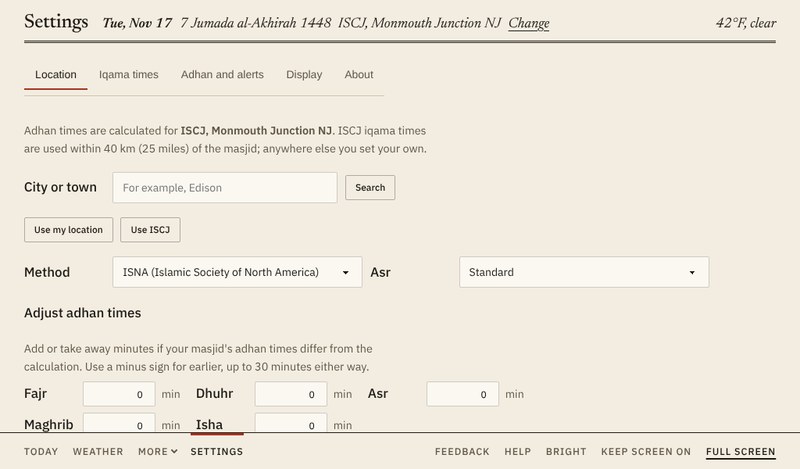 Settings Tue, Nov 17 7 Jumada al-Akhirah 1448 ISCJ, Monmouth Junction NJ Change 42°F, clear
Location Iqama times Adhan and alerts Display About
Adhan times are calculated for ISCJ, Monmouth Junction NJ. ISCJ iqama times
are used within 40 km (25 miles) of the masjid; anywhere else you set your own.
City or town For example, Edison Search
Use my location Use ISCJ
Method ISNA (Islamic Society of North America) Asr Standard
Adjust adhan times
Add or take away minutes if your masjid's adhan times differ from the
calculation. Use a minus sign for earlier, up to 30 minutes either way.
Fajr 0 min Dhuhr 0 min Asr 0 min
Maghrib 0 min Isha 0 min
TODAY WEATHER MORE SETTINGS FEEDBACK HELP BRIGHT KEEP SCREEN ON FULL SCREEN